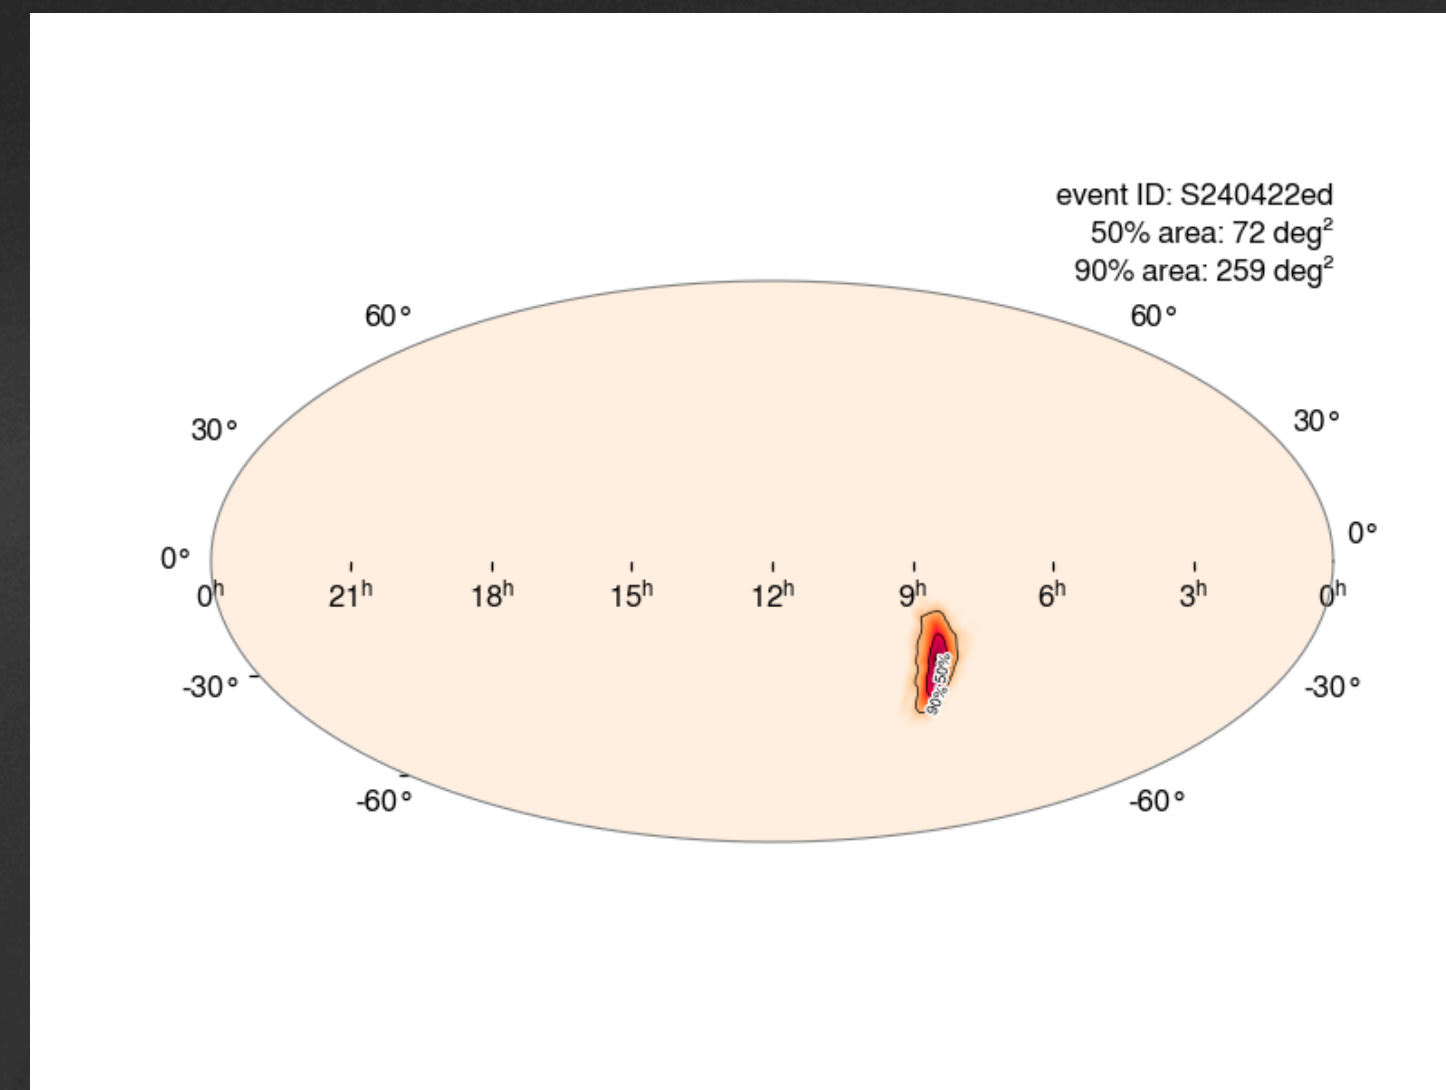 event ID: S240422ed
50% area: 72 deg²
90% area: 259 deg²
60° 60°
30° 30°
0° 0°
0ʰ 21ʰ 18ʰ 15ʰ 12ʰ 9ʰ 6ʰ 3ʰ 0ʰ
50%
90%
-30° -30°
-60° -60°